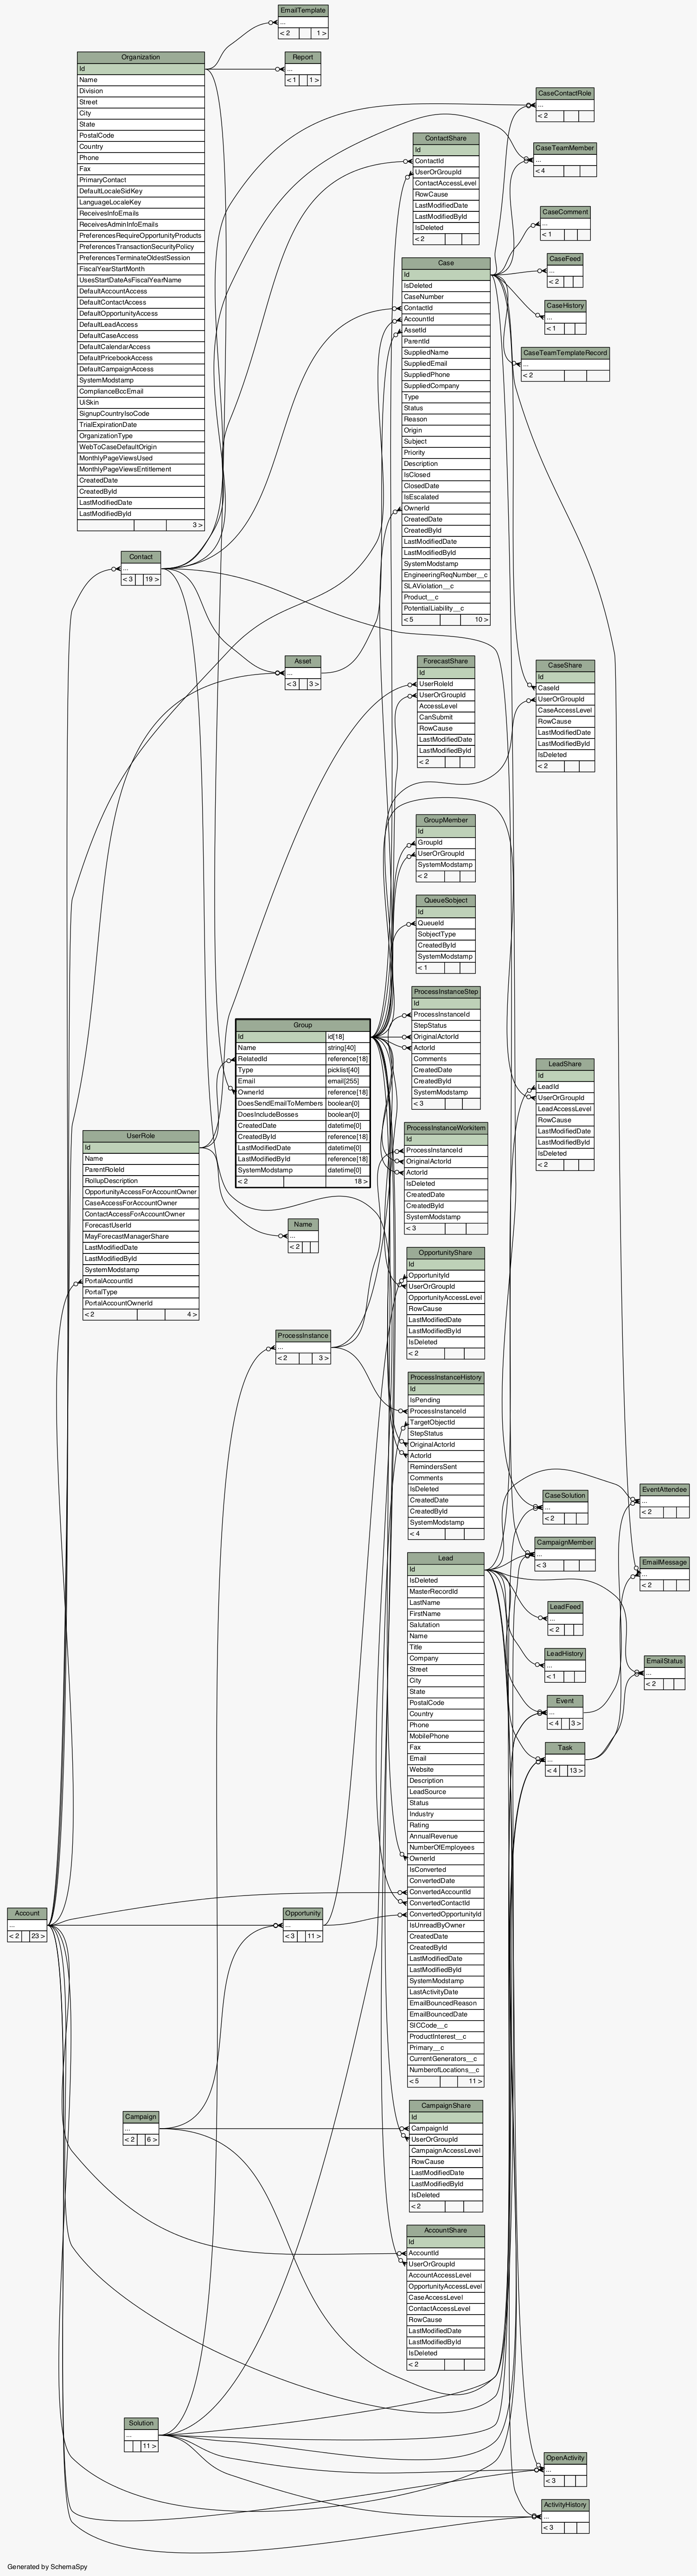 EmailTemplate
...
< 2 1 >
Report
...
< 1 1 >
Organization
Id
Name
Division
Street
City
State
PostalCode
Country
Phone
Fax
PrimaryContact
DefaultLocaleSidKey
LanguageLocaleKey
ReceivesInfoEmails
ReceivesAdminInfoEmails
PreferencesRequireOpportunityProducts
PreferencesTransactionSecurityPolicy
PreferencesTerminateOldestSession
FiscalYearStartMonth
UsesStartDateAsFiscalYearName
DefaultAccountAccess
DefaultContactAccess
DefaultOpportunityAccess
DefaultLeadAccess
DefaultCaseAccess
DefaultCalendarAccess
DefaultPricebookAccess
DefaultCampaignAccess
SystemModstamp
ComplianceBccEmail
UiSkin
SignupCountryIsoCode
TrialExpirationDate
OrganizationType
WebToCaseDefaultOrigin
MonthlyPageViewsUsed
MonthlyPageViewsEntitlement
CreatedDate
CreatedById
LastModifiedDate
LastModifiedById
3 >
CaseContactRole
...
< 2
ContactShare
Id
ContactId
UserOrGroupId
ContactAccessLevel
RowCause
LastModifiedDate
LastModifiedById
IsDeleted
< 2
CaseTeamMember
...
< 4
CaseComment
...
< 1
CaseFeed
...
< 2
CaseHistory
...
< 1
CaseTeamTemplateRecord
...
< 2
Case
Id
IsDeleted
CaseNumber
ContactId
AccountId
AssetId
ParentId
SuppliedName
SuppliedEmail
SuppliedPhone
SuppliedCompany
Type
Status
Reason
Origin
Subject
Priority
Description
IsClosed
ClosedDate
IsEscalated
OwnerId
CreatedDate
CreatedById
LastModifiedDate
LastModifiedById
SystemModstamp
EngineeringReqNumber__c
SLAViolation__c
Product__c
PotentialLiability__c
< 5 10 >
Contact
...
< 3 19 >
Asset
...
< 3 3 >
ForecastShare
Id
UserRoleId
UserOrGroupId
AccessLevel
CanSubmit
RowCause
LastModifiedDate
LastModifiedById
< 2
CaseShare
Id
CaseId
UserOrGroupId
CaseAccessLevel
RowCause
LastModifiedDate
LastModifiedById
IsDeleted
< 2
GroupMember
Id
GroupId
UserOrGroupId
SystemModstamp
< 2
QueueSobject
Id
QueueId
SobjectType
CreatedById
SystemModstamp
< 1
ProcessInstanceStep
Id
ProcessInstanceId
StepStatus
OriginalActorId
ActorId
Comments
CreatedDate
CreatedById
SystemModstamp
< 3
Group
Id id[18]
Name string[40]
RelatedId reference[18]
Type picklist[40]
Email email[255]
OwnerId reference[18]
DoesSendEmailToMembers boolean[0]
DoesIncludeBosses boolean[0]
CreatedDate datetime[0]
CreatedById reference[18]
LastModifiedDate datetime[0]
LastModifiedById reference[18]
SystemModstamp datetime[0]
< 2 18 >
LeadShare
Id
LeadId
UserOrGroupId
LeadAccessLevel
RowCause
LastModifiedDate
LastModifiedById
IsDeleted
< 2
ProcessInstanceWorkitem
Id
ProcessInstanceId
OriginalActorId
ActorId
IsDeleted
CreatedDate
CreatedById
SystemModstamp
< 3
UserRole
Id
Name
ParentRoleId
RollupDescription
OpportunityAccessForAccountOwner
CaseAccessForAccountOwner
ContactAccessForAccountOwner
ForecastUserId
MayForecastManagerShare
LastModifiedDate
LastModifiedById
SystemModstamp
PortalAccountId
PortalType
PortalAccountOwnerId
< 2 4 >
Name
...
< 2
OpportunityShare
Id
OpportunityId
UserOrGroupId
OpportunityAccessLevel
RowCause
LastModifiedDate
LastModifiedById
IsDeleted
< 2
ProcessInstance
...
< 2 3 >
ProcessInstanceHistory
Id
IsPending
ProcessInstanceId
TargetObjectId
StepStatus
OriginalActorId
ActorId
RemindersSent
Comments
IsDeleted
CreatedDate
CreatedById
SystemModstamp
< 4
CaseSolution
...
< 2
EventAttendee
...
< 2
CampaignMember
...
< 3
EmailMessage
...
< 2
LeadFeed
...
< 2
LeadHistory
...
< 1
EmailStatus
...
< 2
Event
...
< 4 3 >
Task
...
< 4 13 >
Lead
Id
IsDeleted
MasterRecordId
LastName
FirstName
Salutation
Name
Title
Company
Street
City
State
PostalCode
Country
Phone
MobilePhone
Fax
Email
Website
Description
LeadSource
Status
Industry
Rating
AnnualRevenue
NumberOfEmployees
OwnerId
IsConverted
ConvertedDate
ConvertedAccountId
ConvertedContactId
ConvertedOpportunityId
IsUnreadByOwner
CreatedDate
CreatedById
LastModifiedDate
LastModifiedById
SystemModstamp
LastActivityDate
EmailBouncedReason
EmailBouncedDate
SICCode__c
ProductInterest__c
Primary__c
CurrentGenerators__c
NumberofLocations__c
< 5 11 >
Account
...
< 2 23 >
Opportunity
...
< 3 11 >
Campaign
...
< 2 6 >
CampaignShare
Id
CampaignId
UserOrGroupId
CampaignAccessLevel
RowCause
LastModifiedDate
LastModifiedById
IsDeleted
< 2
AccountShare
Id
AccountId
UserOrGroupId
AccountAccessLevel
OpportunityAccessLevel
CaseAccessLevel
ContactAccessLevel
RowCause
LastModifiedDate
LastModifiedById
IsDeleted
< 2
Solution
...
11 >
OpenActivity
...
< 3
ActivityHistory
...
< 3
Generated by SchemaSpy